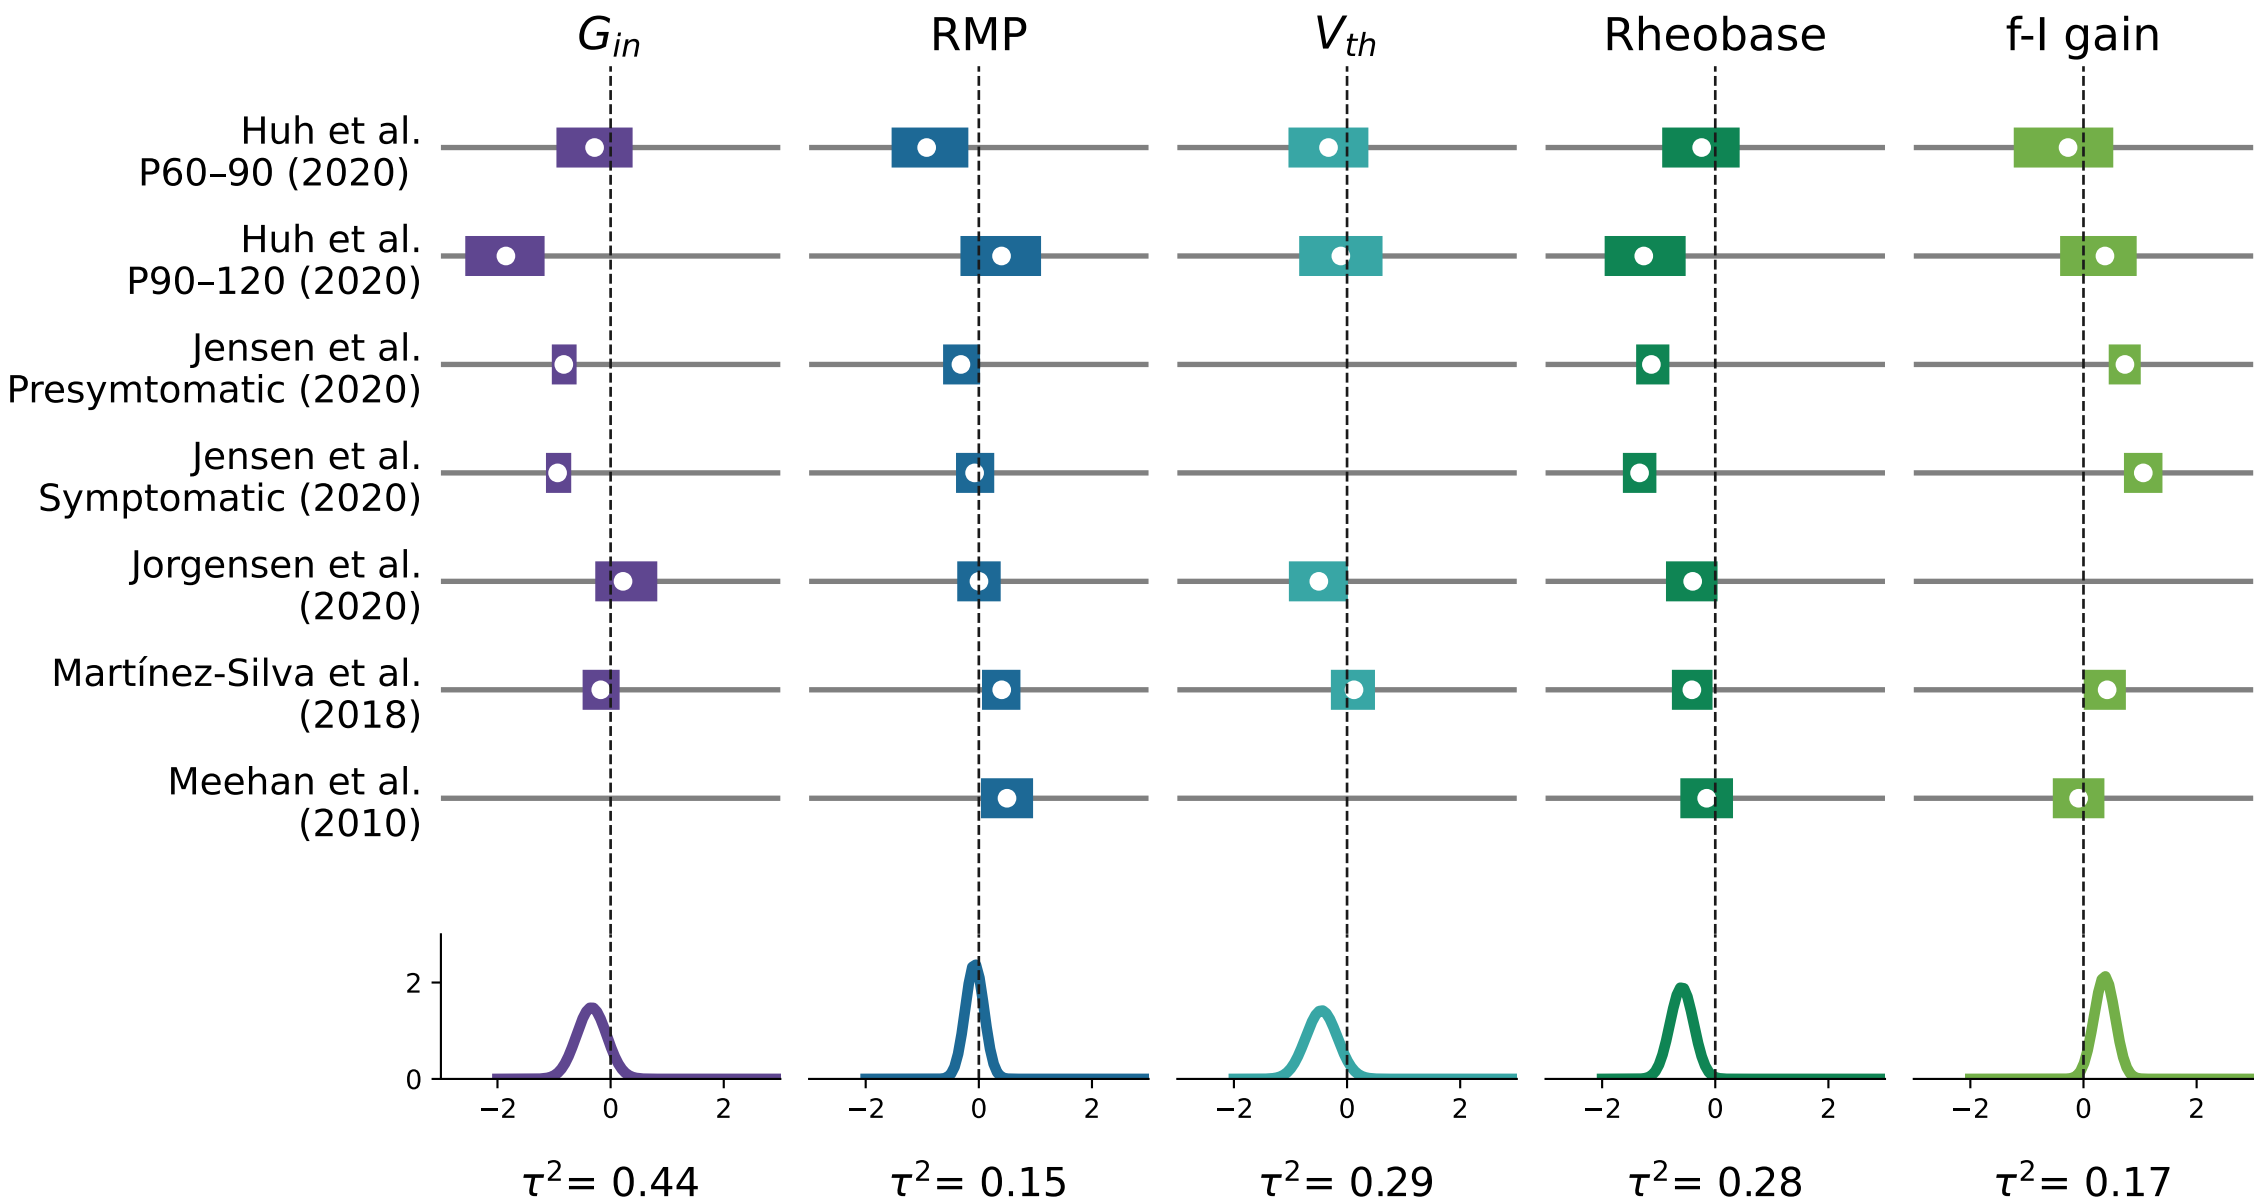 G_in RMP V_th Rheobase f-I gain
Huh et al.
P60–90 (2020)
Huh et al.
P90–120 (2020)
Jensen et al.
Presymtomatic (2020)
Jensen et al.
Symptomatic (2020)
Jorgensen et al.
(2020)
Martínez-Silva et al.
(2018)
Meehan et al.
(2010)
2
0
−2 0 2 −2 0 2 −2 0 2 −2 0 2 −2 0 2
τ²= 0.44 τ²= 0.15 τ²= 0.29 τ²= 0.28 τ²= 0.17